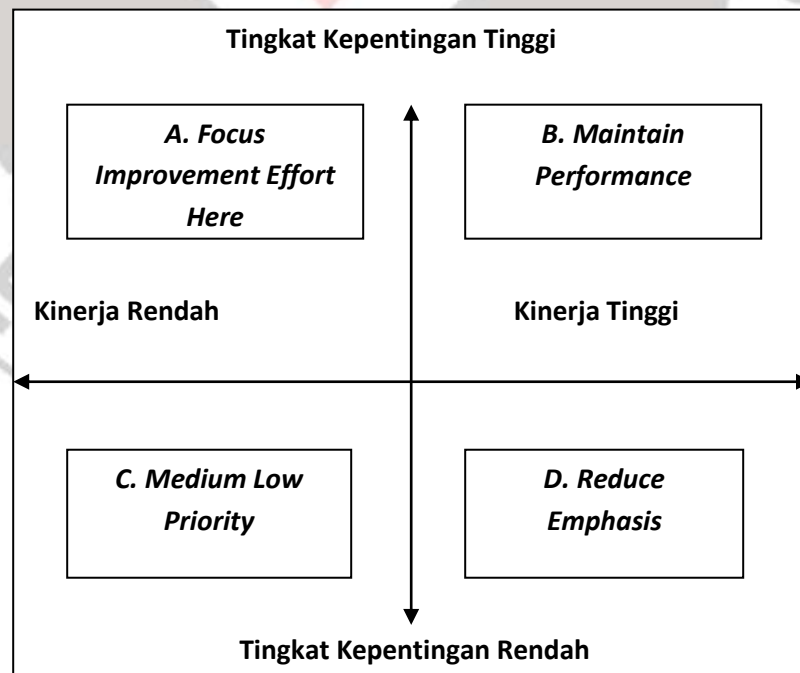 Tingkat Kepentingan Tinggi
A. Focus
Improvement Effort
Here
B. Maintain
Performance
Kinerja Rendah
Kinerja Tinggi
C. Medium Low
Priority
D. Reduce
Emphasis
Tingkat Kepentingan Rendah